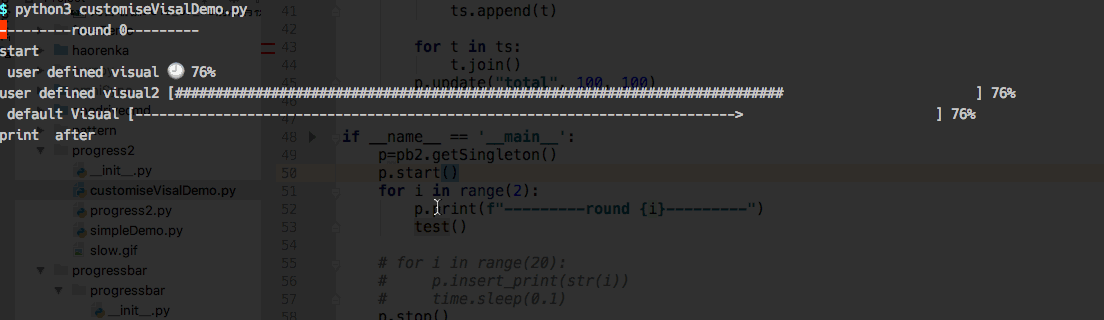 $ python3 customiseVisalDemo.py
---------round 0---------
start
user defined visual 🕘 76%
user defined visual2 [##########################################################################                        ] 76%
default Visual [--------------------------------------------------------------------------->                        ] 76%
print  after
haorenka
pattern
progress2
__init__.py
customiseVisalDemo.py
progress2.py
simpleDemo.py
slow.gif
progressbar
progressbar
__init__.py
41 ts.append(t)
42
43 for t in ts:
44 t.join()
45 p.update("total", 100, 100)
46
47
48 if __name__ == '__main__':
49 p=pb2.getSingleton()
50 p.start()
51 for i in range(2):
52 p.print(f"---------round {i}---------")
53 test()
54
55 # for i in range(20):
56 #     p.insert_print(str(i))
57 #     time.sleep(0.1)
58 p.stop()